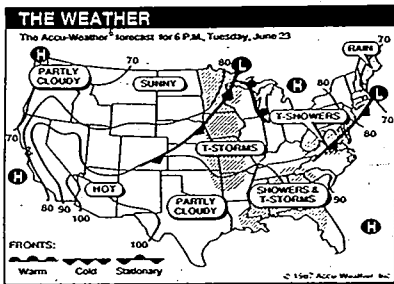 THE WEATHER
The Accu-Weather® forecast for 6 P.M., Tuesday, June 23
H
PARTLY CLOUDY
70
SUNNY
80
L
H
RAIN
70
80
L
70
80
T-SHOWERS
T-STORMS
70
H
HOT
80
90
100
PARTLY CLOUDY
SHOWERS & T-STORMS
90
H
FRONTS:
Warm
Cold
100
Stationary
© 1987 Accu-Weather, Inc